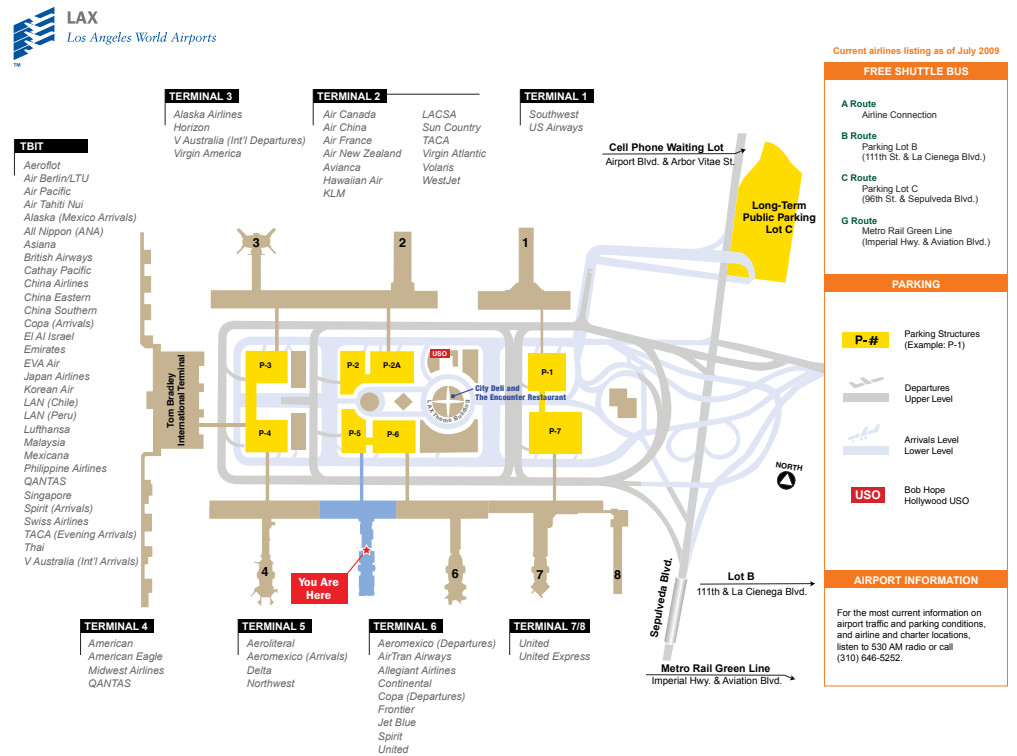 LAX
Los Angeles World Airports
TM
Current airlines listing as of July 2009
FREE SHUTTLE BUS
A Route
Airline Connection
B Route
Parking Lot B
(111th St. & La Cienega Blvd.)
C Route
Parking Lot C
(96th St. & Sepulveda Blvd.)
G Route
Metro Rail Green Line
(Imperial Hwy. & Aviation Blvd.)
PARKING
P-#
Parking Structures
(Example: P-1)
Departures
Upper Level
Arrivals Level
Lower Level
USO
Bob Hope
Hollywood USO
AIRPORT INFORMATION
For the most current information on
airport traffic and parking conditions,
and airline and charter locations,
listen to 530 AM radio or call
(310) 646-5252.
TERMINAL 3
Alaska Airlines
Horizon
V Australia (Int'l Departures)
Virgin America
TERMINAL 2
Air Canada
Air China
Air France
Air New Zealand
Avianca
Hawaiian Air
KLM
LACSA
Sun Country
TACA
Virgin Atlantic
Volaris
WestJet
TERMINAL 1
Southwest
US Airways
TBIT
Aeroflot
Air Berlin/LTU
Air Pacific
Air Tahiti Nui
Alaska (Mexico Arrivals)
All Nippon (ANA)
Asiana
British Airways
Cathay Pacific
China Airlines
China Eastern
China Southern
Copa (Arrivals)
El Al Israel
Emirates
EVA Air
Japan Airlines
Korean Air
LAN (Chile)
LAN (Peru)
Lufthansa
Malaysia
Mexicana
Philippine Airlines
QANTAS
Singapore
Spirit (Arrivals)
Swiss Airlines
TACA (Evening Arrivals)
Thai
V Australia (Int'l Arrivals)
Cell Phone Waiting Lot
Airport Blvd. & Arbor Vitae St.
Long-Term
Public Parking
Lot C
3
2
1
Tom Bradley
International Terminal
P-3
P-2
P-2A
USO
P-1
City Deli and
The Encounter Restaurant
LAX Theme Building
P-4
P-5
P-6
P-7
NORTH
4
You Are
Here
6
7
8
Sepulveda Blvd.
Lot B
111th & La Cienega Blvd.
Metro Rail Green Line
Imperial Hwy. & Aviation Blvd.
TERMINAL 4
American
American Eagle
Midwest Airlines
QANTAS
TERMINAL 5
Aeroliteral
Aeromexico (Arrivals)
Delta
Northwest
TERMINAL 6
Aeromexico (Departures)
AirTran Airways
Allegiant Airlines
Continental
Copa (Departures)
Frontier
Jet Blue
Spirit
United
TERMINAL 7/8
United
United Express